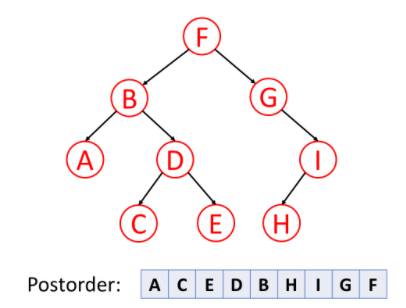 F
B G
A D I
C E H
Postorder: A C E D B H I G F